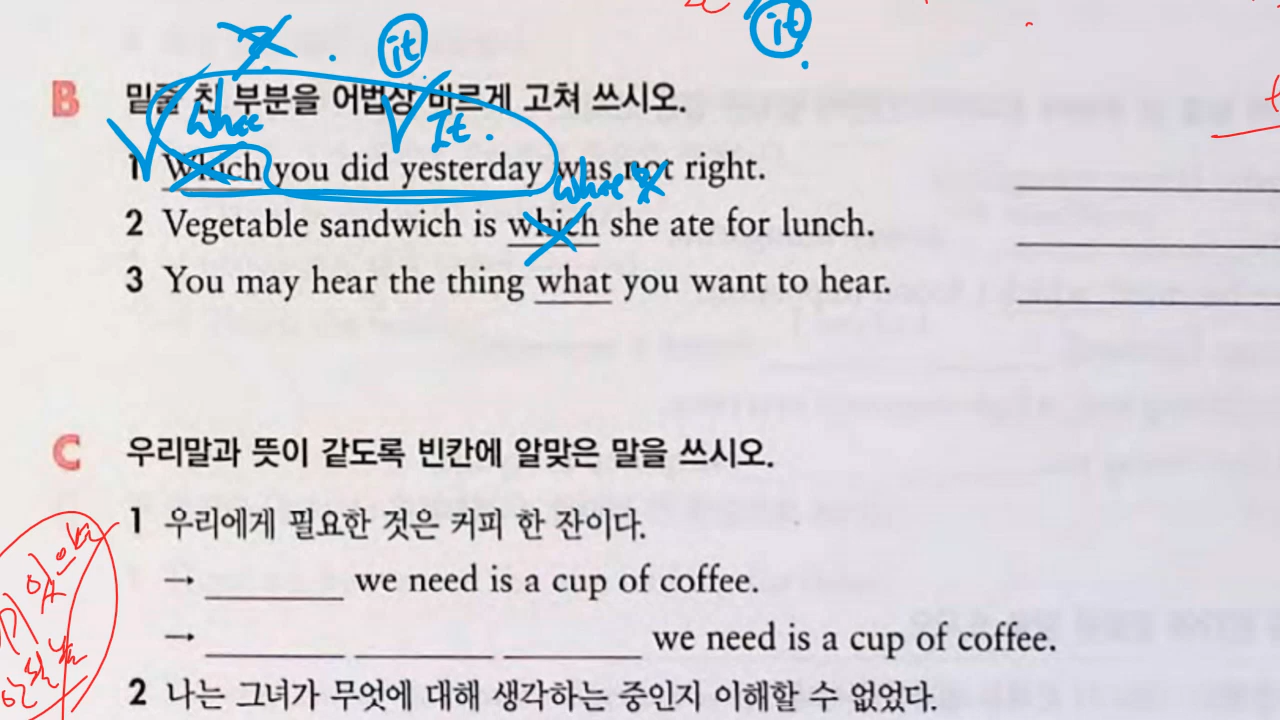 it
it
B 밑줄 친 부분을 어법상 바르게 고쳐 쓰시오.
What It.
1 Which you did yesterday was not right.
What
2 Vegetable sandwich is which she ate for lunch.
3 You may hear the thing what you want to hear.
C 우리말과 뜻이 같도록 빈칸에 알맞은 말을 쓰시오.
1 우리에게 필요한 것은 커피 한 잔이다.
→ ______ we need is a cup of coffee.
→ ______ ______ ______ we need is a cup of coffee.
2 나는 그녀가 무엇에 대해 생각하는 중인지 이해할 수 없었다.